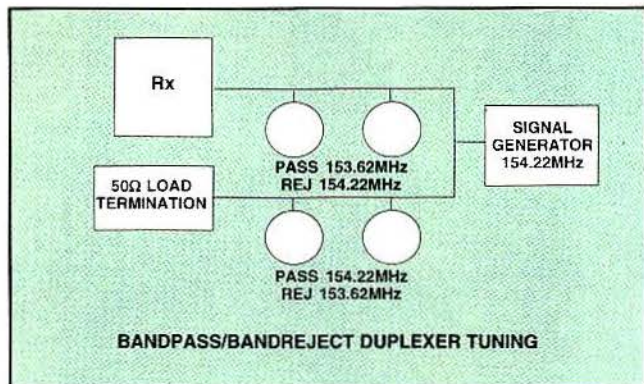 Rx
SIGNAL
GENERATOR
154.22MHz
PASS 153.62MHz
REJ 154.22MHz
50Ω LOAD
TERMINATION
PASS 154.22MHz
REJ 153.62MHz
BANDPASS/BANDREJECT DUPLEXER TUNING